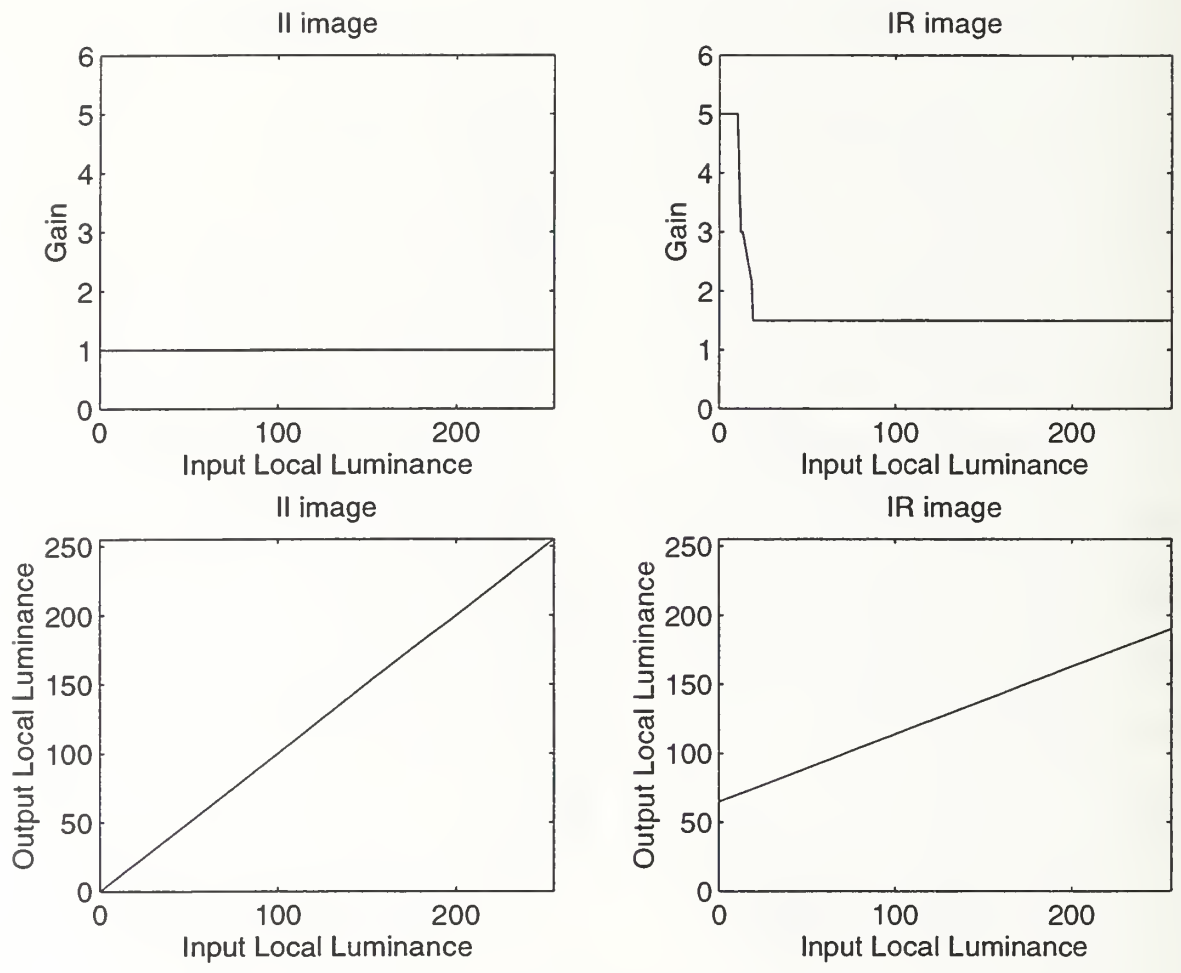 II image
6
5
4
3
2
1
0
Gain
0 100 200
Input Local Luminance
IR image
6
5
4
3
2
1
0
Gain
0 100 200
Input Local Luminance
II image
250
200
150
100
50
0
Output Local Luminance
0 100 200
Input Local Luminance
IR image
250
200
150
100
50
0
Output Local Luminance
0 100 200
Input Local Luminance